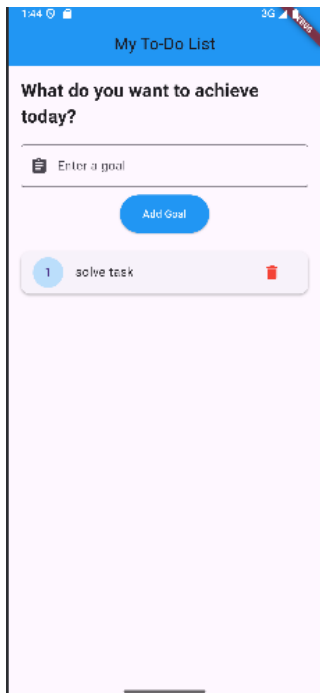 1:44
3G
DEBUG
My To-Do List
What do you want to achieve
today?
Enter a goal
Add Goal
1
solve task